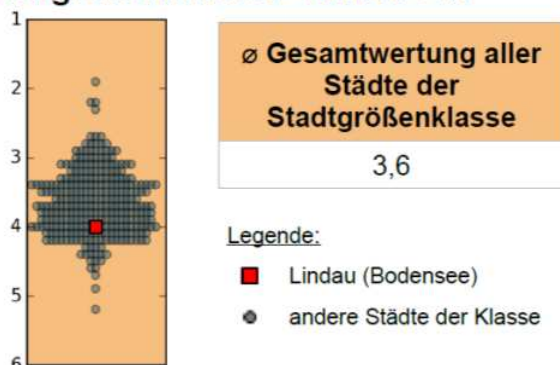 1
2
3
4
5
6
ø Gesamtwertung aller
Städte der
Stadtgrößenklasse
3,6
Legende:
Lindau (Bodensee)
andere Städte der Klasse